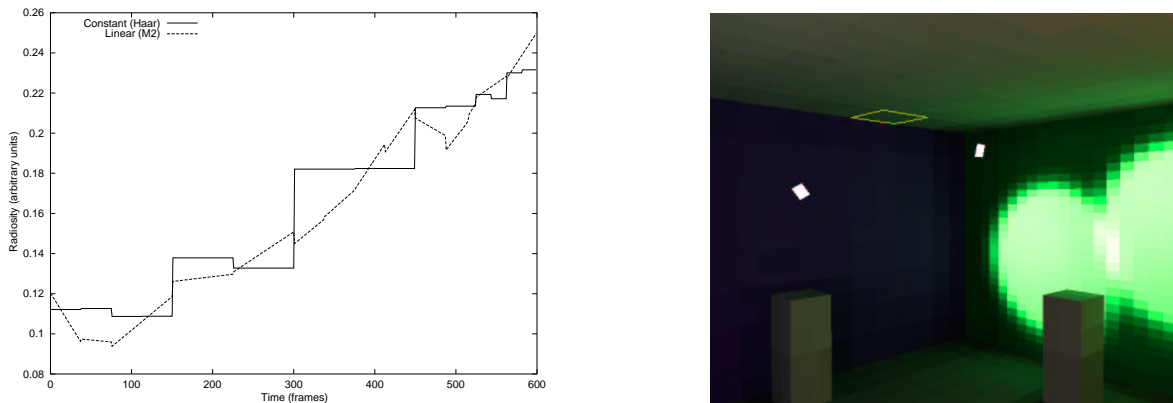 0.26
0.24
0.22
0.2
0.18
0.16
0.14
0.12
0.1
0.08
Radiosity (arbitrary units)
Constant (Haar)
Linear (M2)
0 100 200 300 400 500 600
Time (frames)